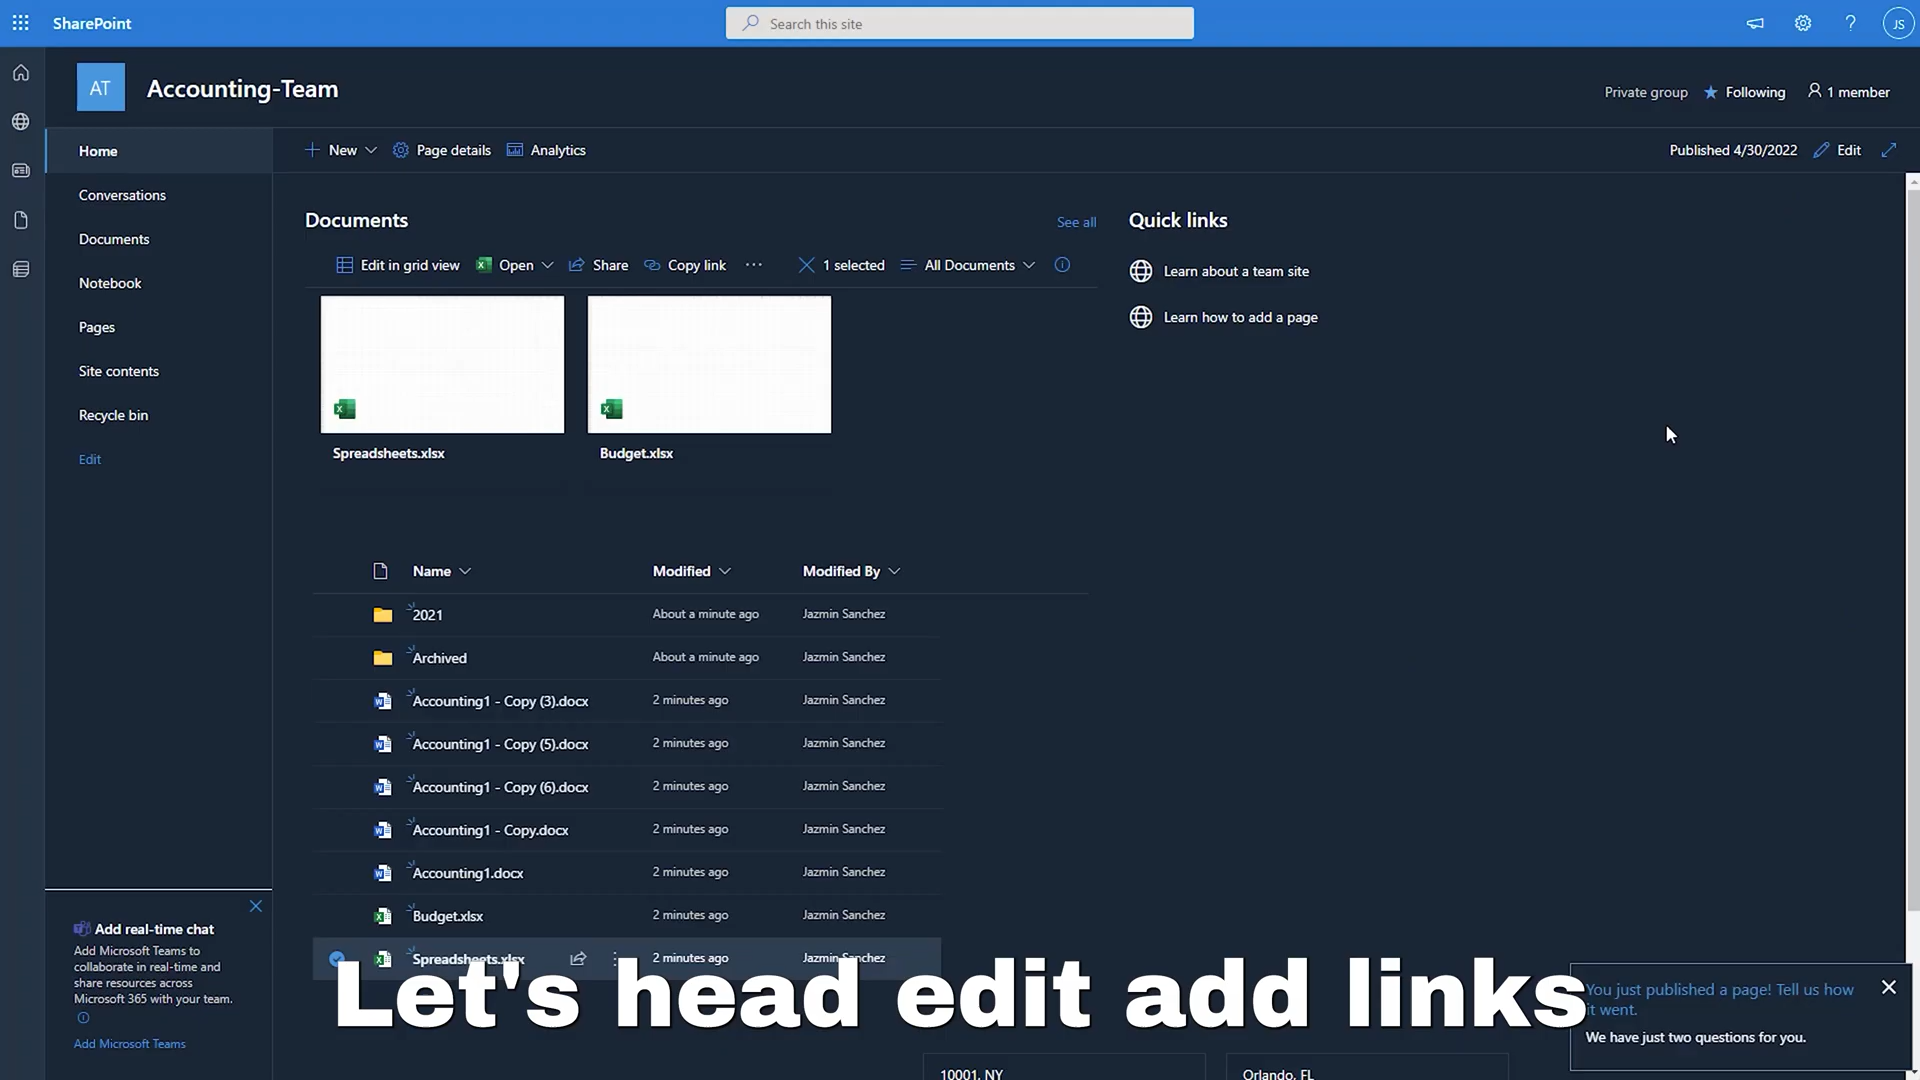 SharePoint
Search this site
JS
AT
Accounting-Team
Private group
Following
1 member
Home
Conversations
Documents
Notebook
Pages
Site contents
Recycle bin
Edit
New
Page details
Analytics
Published 4/30/2022
Edit
Documents
See all
Edit in grid view
Open
Share
Copy link
1 selected
All Documents
Spreadsheets.xlsx
Budget.xlsx
Quick links
Learn about a team site
Learn how to add a page
Name Modified Modified By
2021 About a minute ago Jazmin Sanchez
Archived About a minute ago Jazmin Sanchez
Accounting1 - Copy (3).docx 2 minutes ago Jazmin Sanchez
Accounting1 - Copy (5).docx 2 minutes ago Jazmin Sanchez
Accounting1 - Copy (6).docx 2 minutes ago Jazmin Sanchez
Accounting1 - Copy.docx 2 minutes ago Jazmin Sanchez
Accounting1.docx 2 minutes ago Jazmin Sanchez
Budget.xlsx 2 minutes ago Jazmin Sanchez
Spreadsheets.xlsx 2 minutes ago Jazmin Sanchez
Add real-time chat
Add Microsoft Teams to
collaborate in real-time and
share resources across
Microsoft 365 with your team.
Add Microsoft Teams
Let's head edit add links
You just published a page! Tell us how
it went.
We have just two questions for you.
10001, NY
Orlando, FL